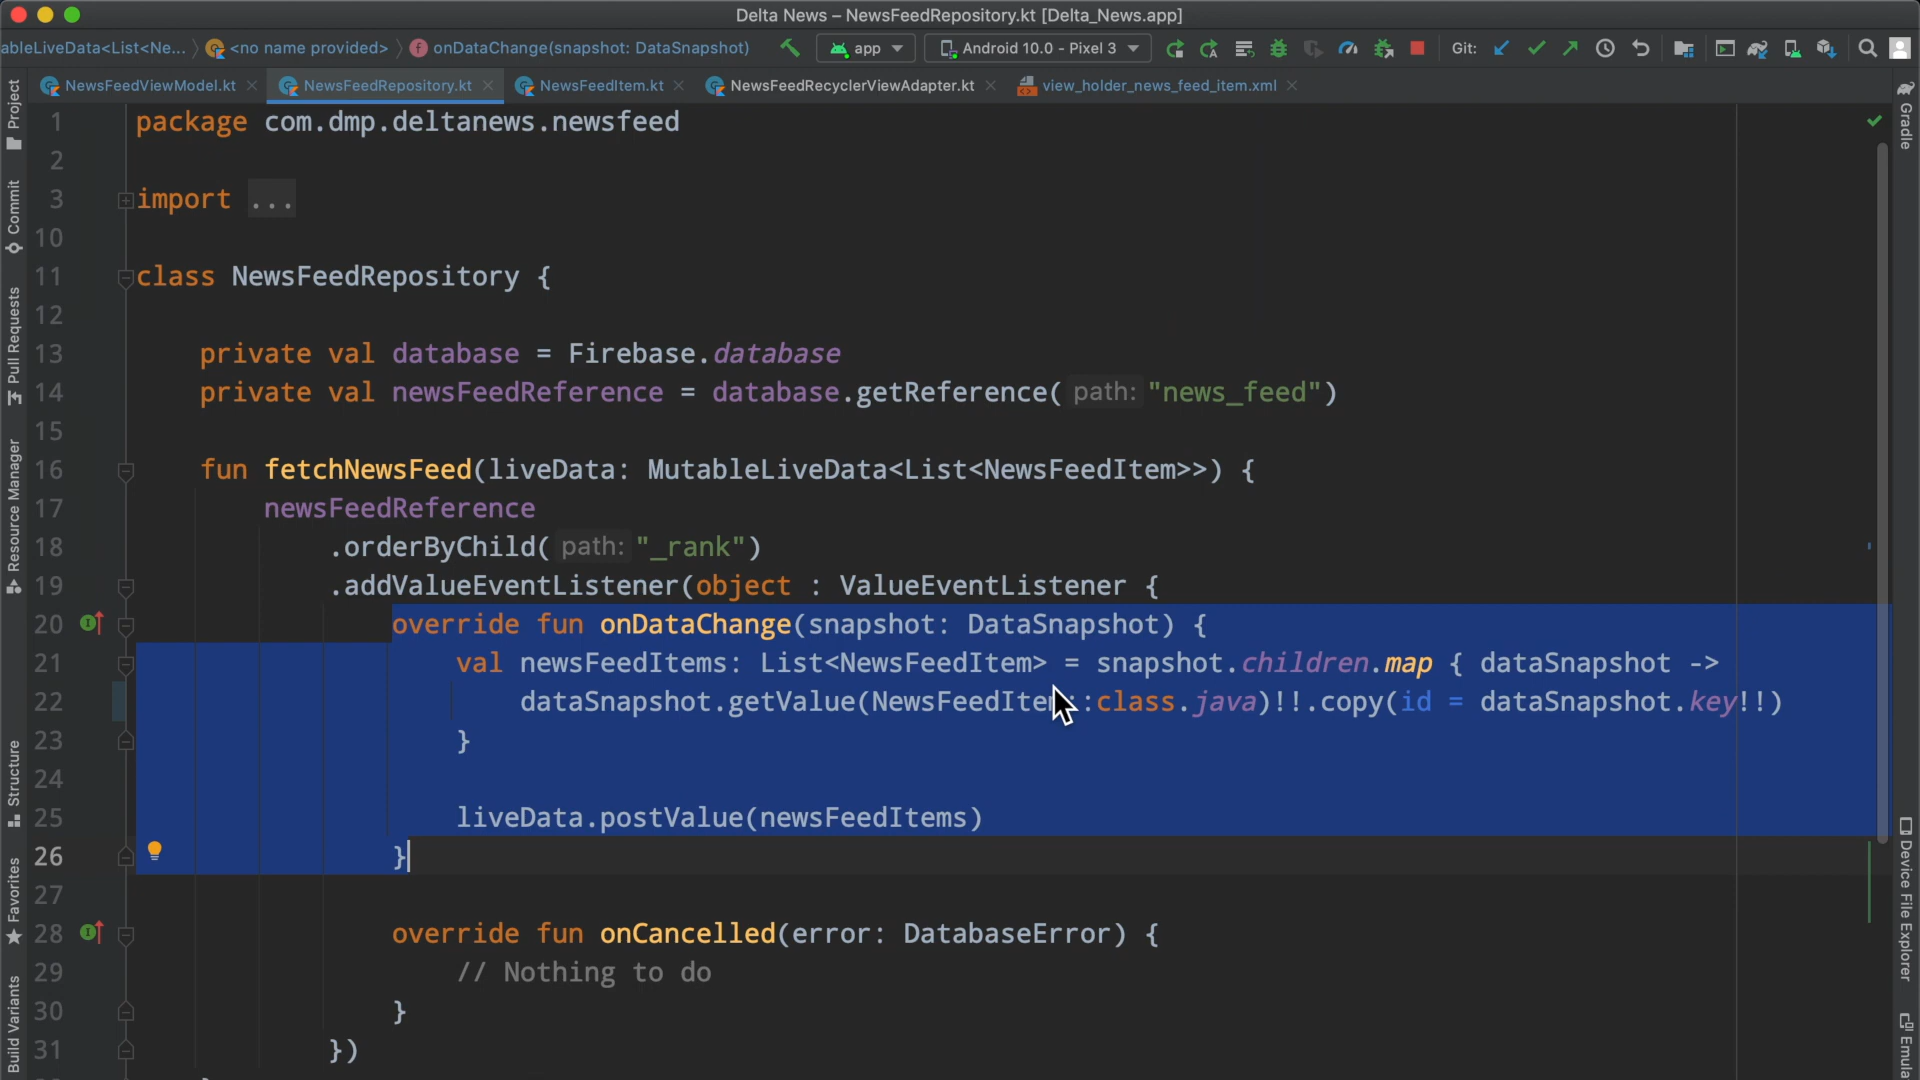 Delta News – NewsFeedRepository.kt [Delta_News.app]
ableLiveData<List<Ne... <no name provided> onDataChange(snapshot: DataSnapshot) app Android 10.0 - Pixel 3 Git:
NewsFeedViewModel.kt NewsFeedRepository.kt NewsFeedItem.kt NewsFeedRecyclerViewAdapter.kt view_holder_news_feed_item.xml
Project
Commit
Pull Requests
Resource Manager
Structure
Favorites
Build Variants
1 package com.dmp.deltanews.newsfeed
2
3 import ...
10
11 class NewsFeedRepository {
12
13 private val database = Firebase.database
14 private val newsFeedReference = database.getReference( path: "news_feed")
15
16 fun fetchNewsFeed(liveData: MutableLiveData<List<NewsFeedItem>>) {
17 newsFeedReference
18 .orderByChild( path: "_rank")
19 .addValueEventListener(object : ValueEventListener {
20 override fun onDataChange(snapshot: DataSnapshot) {
21 val newsFeedItems: List<NewsFeedItem> = snapshot.children.map { dataSnapshot ->
22 dataSnapshot.getValue(NewsFeedItem::class.java)!!.copy(id = dataSnapshot.key!!)
23 }
24
25 liveData.postValue(newsFeedItems)
26 }
27
28 override fun onCancelled(error: DatabaseError) {
29 // Nothing to do
30 }
31 })
Gradle
Device File Explorer
Emula